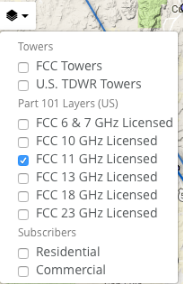 Towers
FCC Towers
U.S. TDWR Towers
Part 101 Layers (US)
FCC 6 & 7 GHz Licensed
FCC 10 GHz Licensed
FCC 11 GHz Licensed
FCC 13 GHz Licensed
FCC 18 GHz Licensed
FCC 23 GHz Licensed
Subscribers
Residential
Commercial